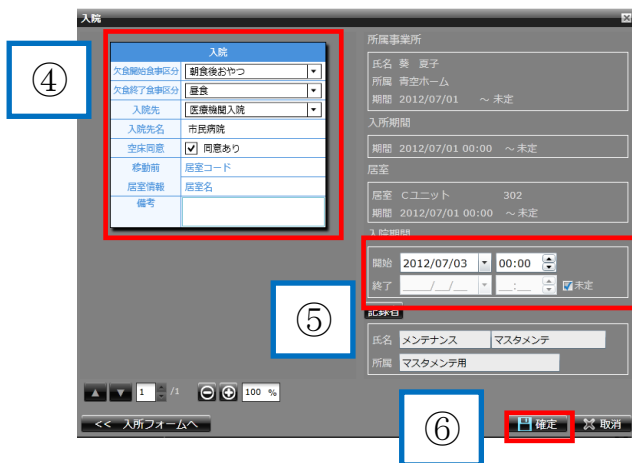 入院
④
入院
欠食開始食事区分 朝食後おやつ
欠食終了食事区分 昼食
入院先 医療機関入院
入院先名 市民病院
空床同意 同意あり
移動前 居室コード
居室情報 居室名
備考
所属事業所
氏名 葵 夏子
所属 青空ホーム
期間 2012/07/01 ～ 未定
入所期間
期間 2012/07/01 00:00 ～ 未定
居室
居室 Cユニット 302
期間 2012/07/01 00:00 ～ 未定
入院期間
開始 2012/07/03 00:00
終了 __/__/__ __:__ 未定
⑤
記録者
氏名 メンテナンス マスタメンテ
所属 マスタメンテ用
1 /1 100 %
<< 入所フォームへ
⑥
確定 取消